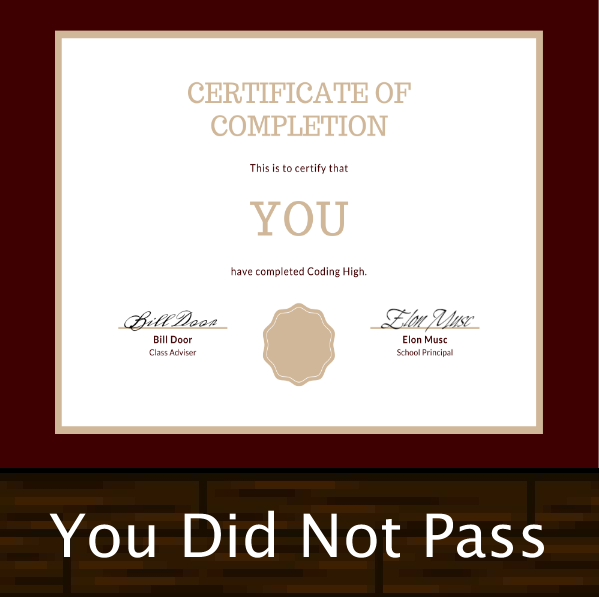 CERTIFICATE OF
COMPLETION
This is to certify that
YOU
have completed Coding High.
Bill Door
Elon Musc
Bill Door
Elon Musc
Class Adviser
School Principal
You Did Not Pass